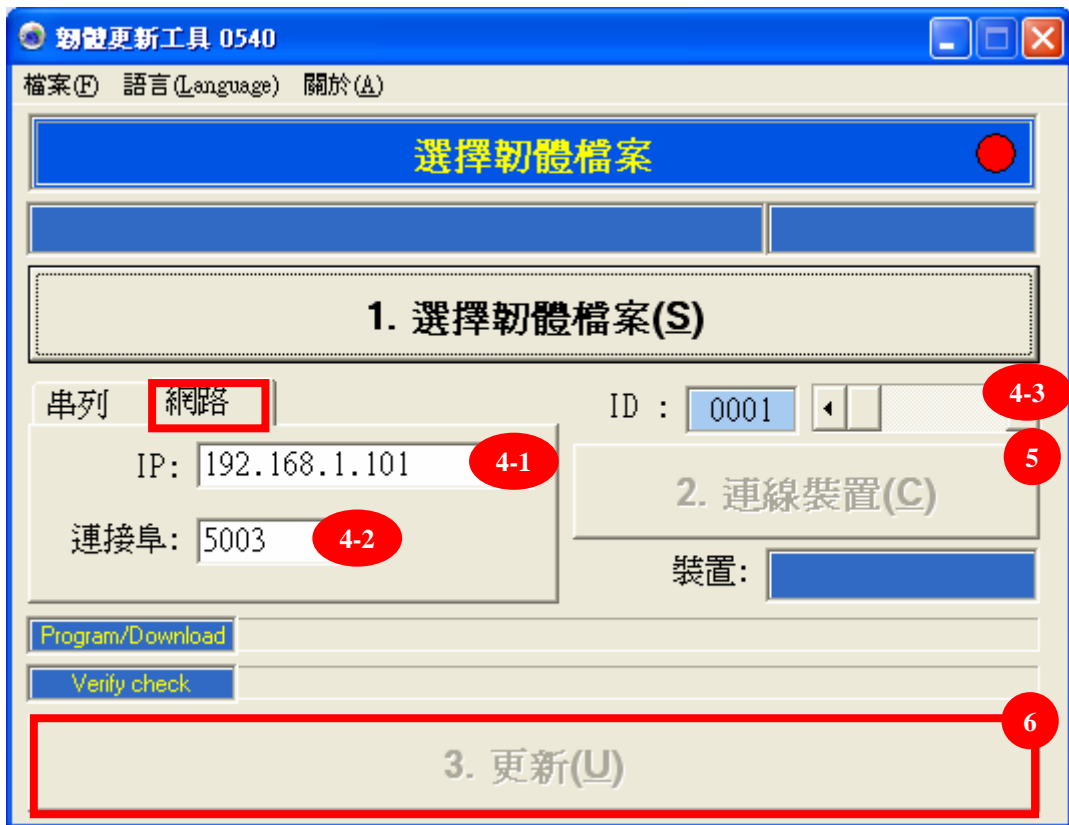 韌體更新工具 0540
檔案(F) 語言(Language) 關於(A)
選擇韌體檔案
1. 選擇韌體檔案(S)
串列 網路
ID : 0001 4-3
IP: 192.168.1.101 4-1
2. 連線裝置(C) 5
連接阜: 5003 4-2
裝置:
Program/Download
Verify check
3. 更新(U) 6